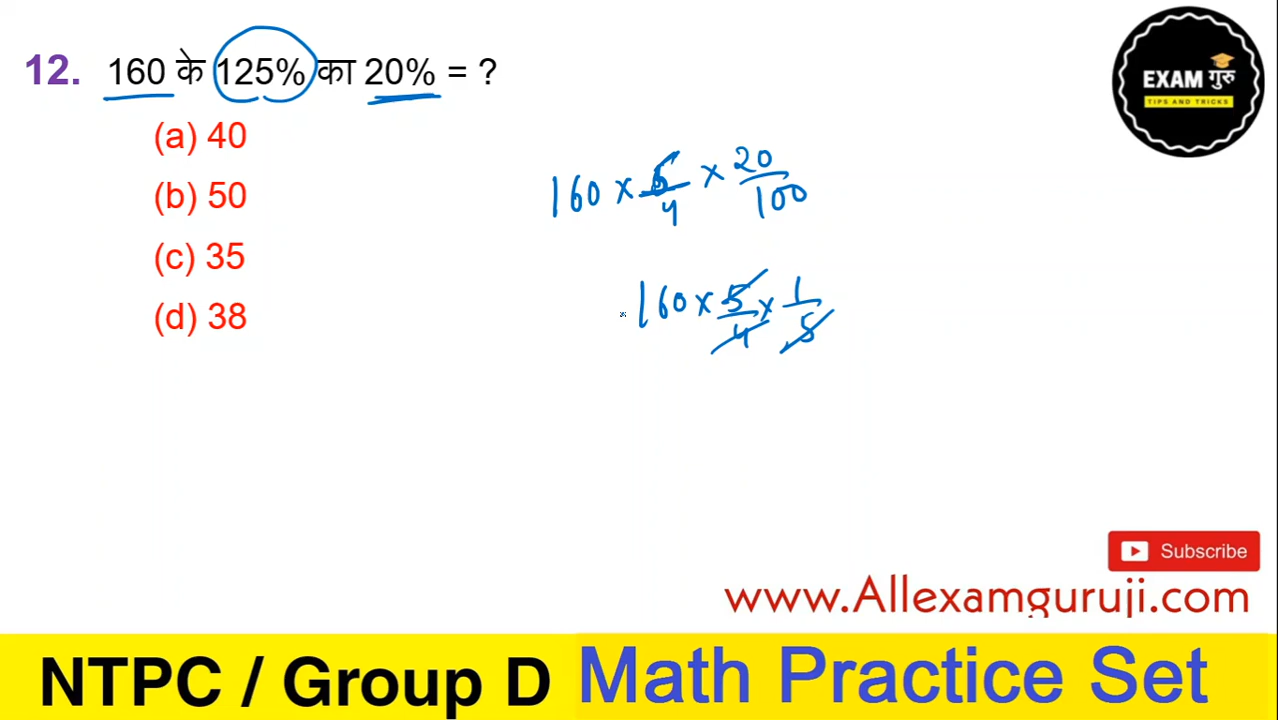 12. 160 के 125% का 20% = ?
(a) 40
(b) 50
(c) 35
(d) 38
160 × 5/4 × 20/100
160 × 5/4 × 1/5
EXAM गुरु
TIPS AND TRICKS
Subscribe
www.Allexamguruji.com
NTPC / Group D Math Practice Set